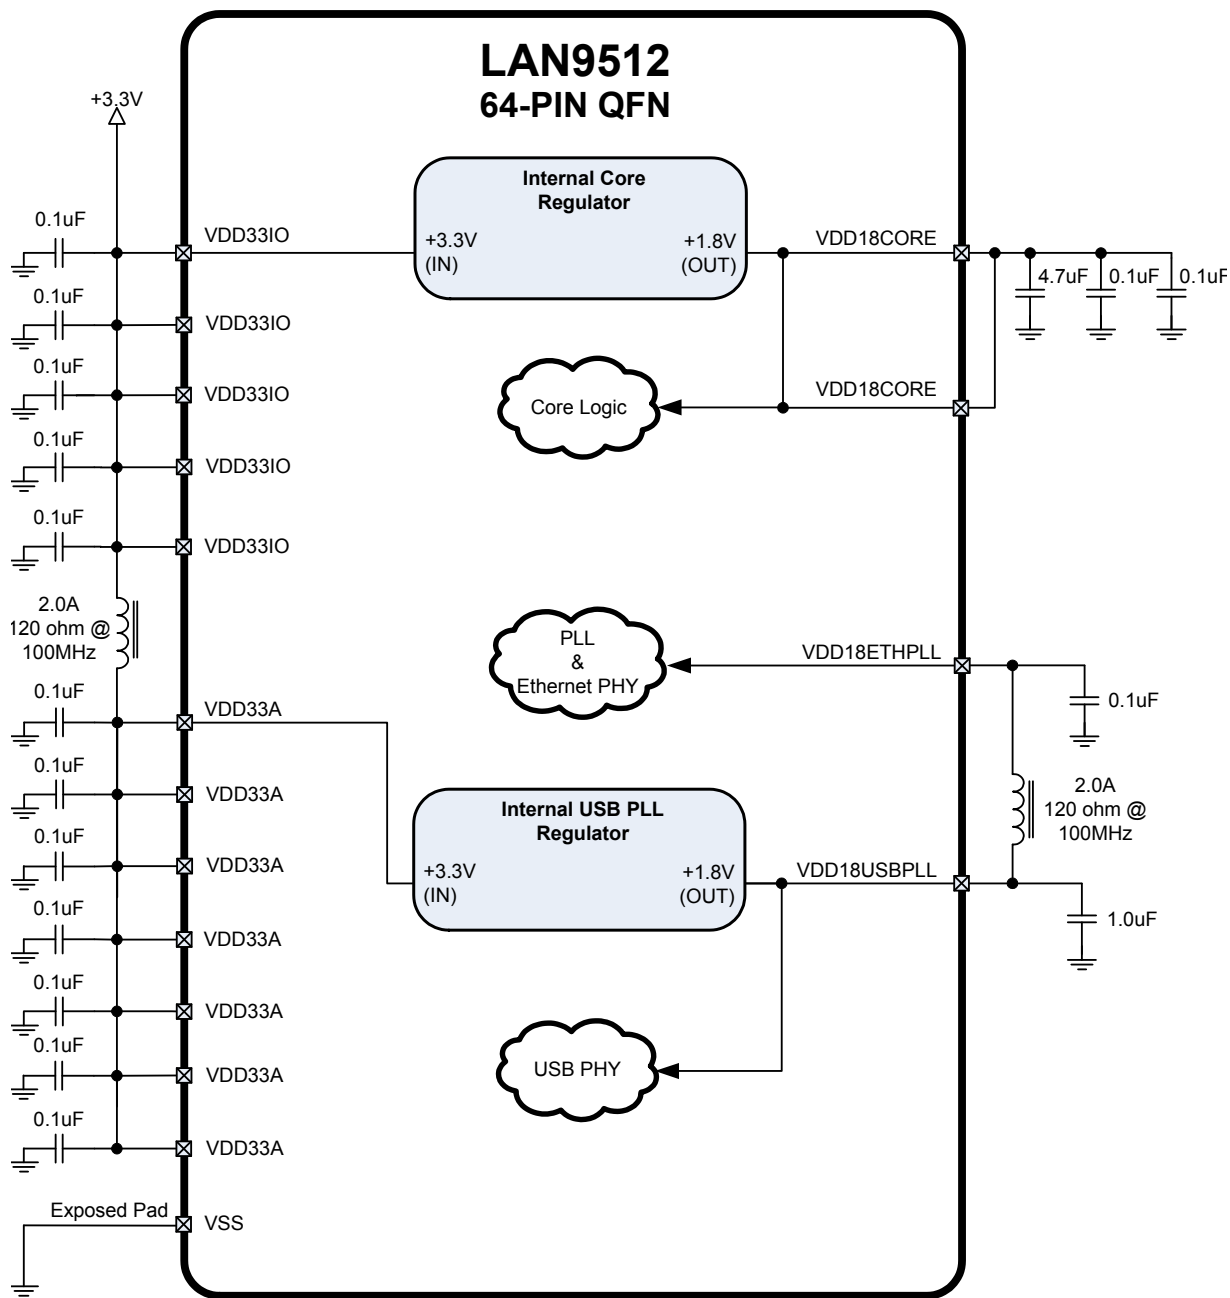 LAN9512
64-PIN QFN
+3.3V
Internal Core
Regulator
+3.3V
(IN)
+1.8V
(OUT)
0.1uF
VDD33IO
VDD18CORE
4.7uF
0.1uF
0.1uF
0.1uF
VDD33IO
0.1uF
VDD33IO
VDD18CORE
Core Logic
0.1uF
VDD33IO
0.1uF
VDD33IO
2.0A
120 ohm @
100MHz
PLL
&
Ethernet PHY
VDD18ETHPLL
0.1uF
0.1uF
VDD33A
0.1uF
VDD33A
Internal USB PLL
Regulator
+3.3V
(IN)
+1.8V
(OUT)
2.0A
120 ohm @
100MHz
0.1uF
VDD33A
VDD18USBPLL
1.0uF
0.1uF
VDD33A
0.1uF
VDD33A
0.1uF
VDD33A
USB PHY
0.1uF
VDD33A
Exposed Pad
VSS